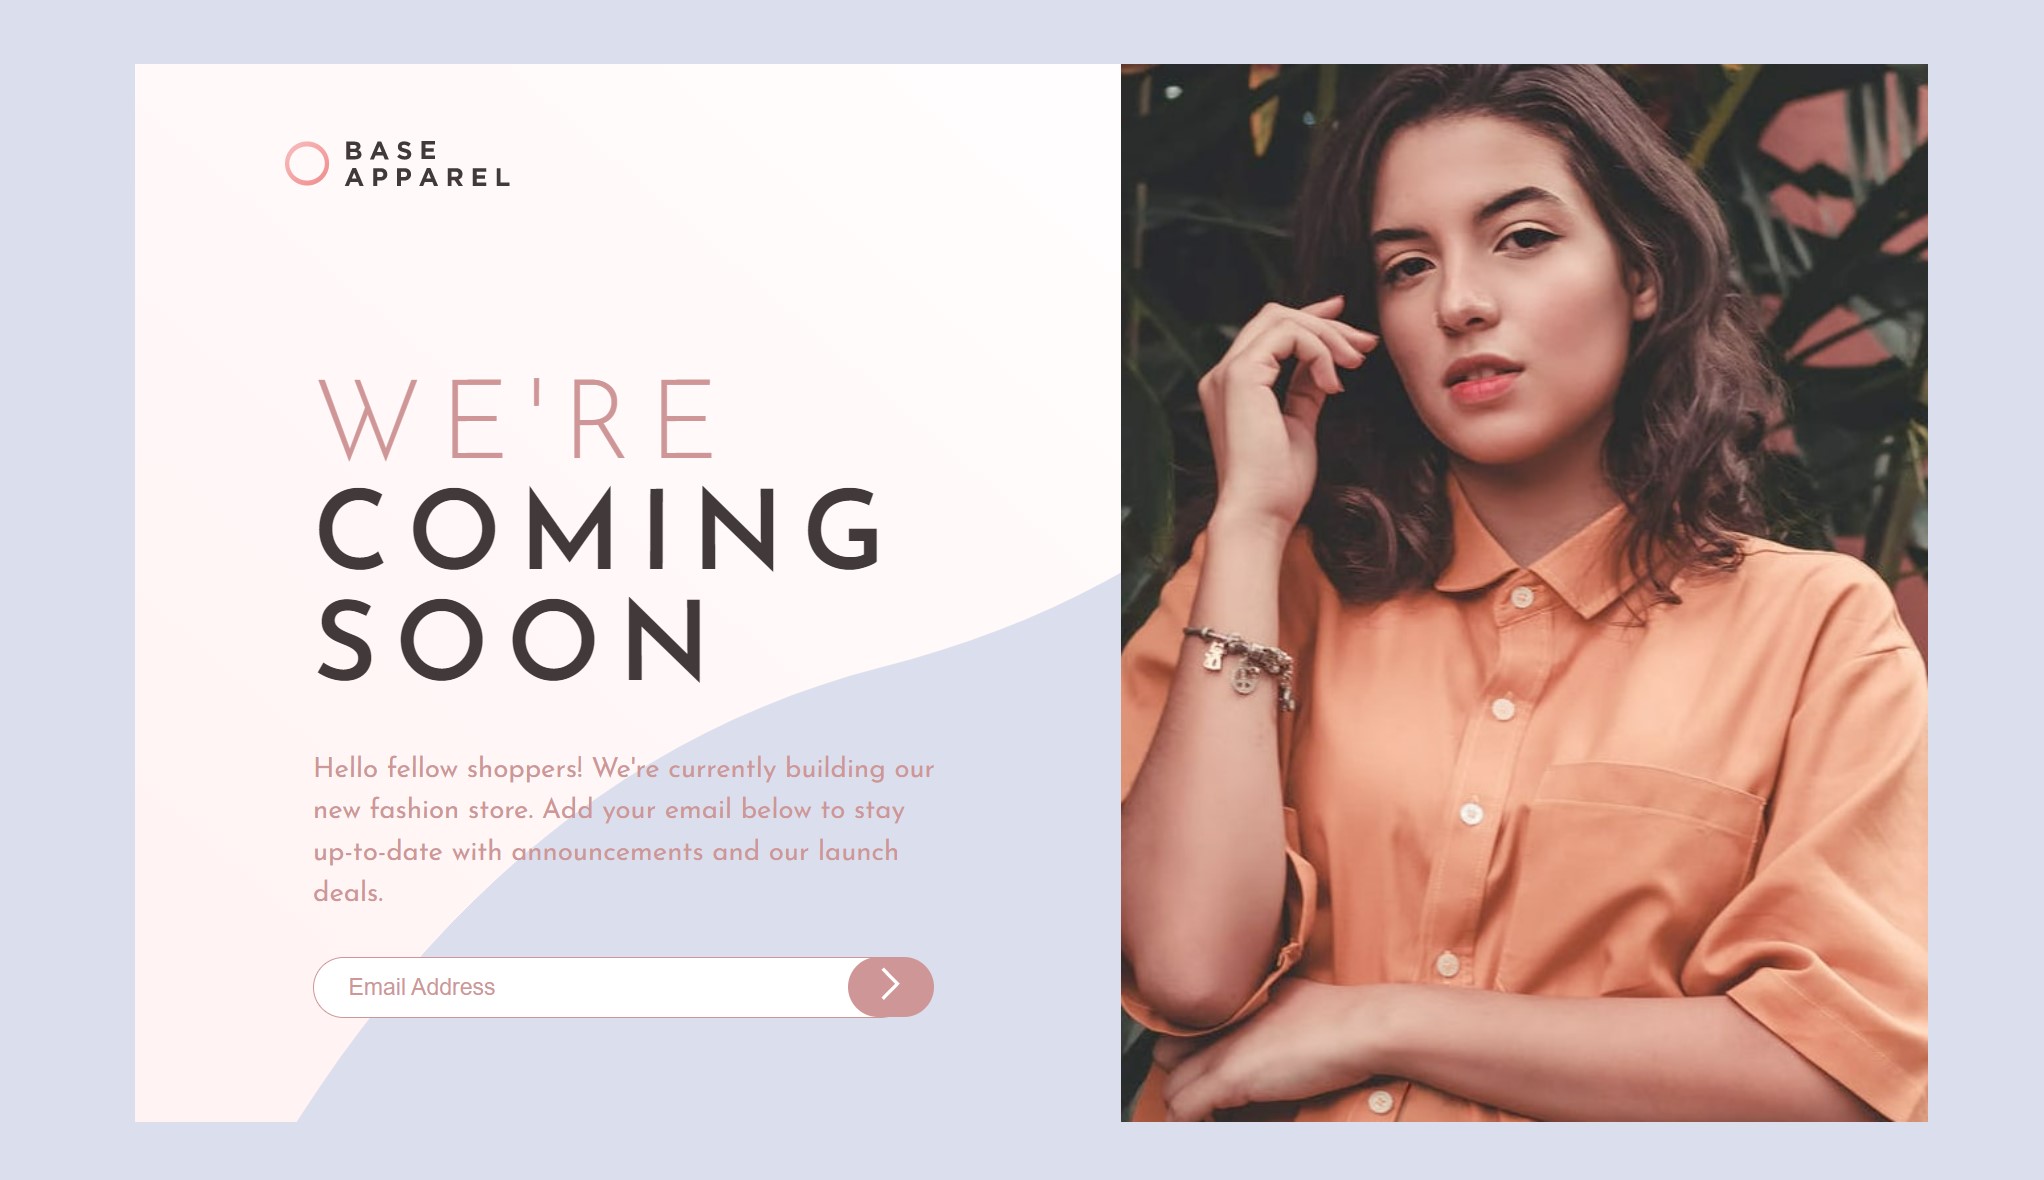 BASE
APPAREL
WE'RE
COMING
SOON
Hello fellow shoppers! We're currently building our
new fashion store. Add your email below to stay
up-to-date with announcements and our launch
deals.
Email Address